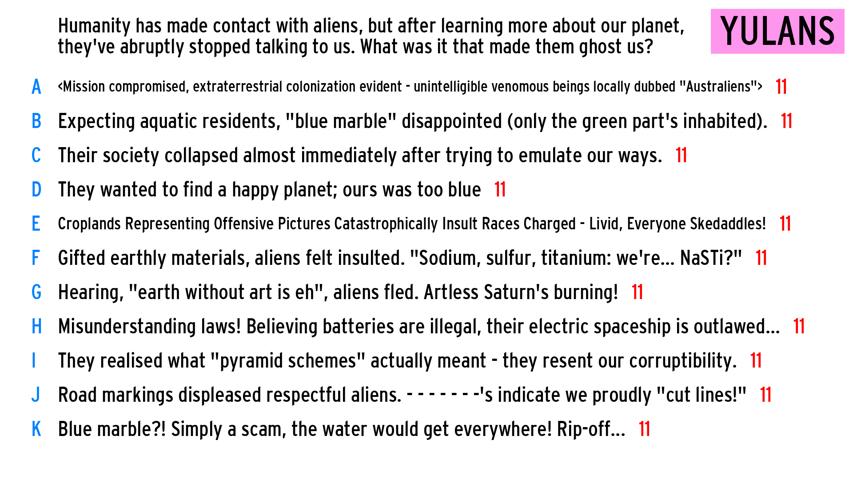 Humanity has made contact with aliens, but after learning more about our planet,
they've abruptly stopped talking to us. What was it that made them ghost us?
YULANS
A <Mission compromised, extraterrestrial colonization evident - unintelligible venomous beings locally dubbed "Australiens"> 11
B Expecting aquatic residents, "blue marble" disappointed (only the green part's inhabited). 11
C Their society collapsed almost immediately after trying to emulate our ways. 11
D They wanted to find a happy planet; ours was too blue 11
E Croplands Representing Offensive Pictures Catastrophically Insult Races Charged - Livid, Everyone Skedaddles! 11
F Gifted earthly materials, aliens felt insulted. "Sodium, sulfur, titanium: we're... NaSTi?" 11
G Hearing, "earth without art is eh", aliens fled. Artless Saturn's burning! 11
H Misunderstanding laws! Believing batteries are illegal, their electric spaceship is outlawed... 11
I They realised what "pyramid schemes" actually meant - they resent our corruptibility. 11
J Road markings displeased respectful aliens. - - - - - - -'s indicate we proudly "cut lines!" 11
K Blue marble?! Simply a scam, the water would get everywhere! Rip-off... 11